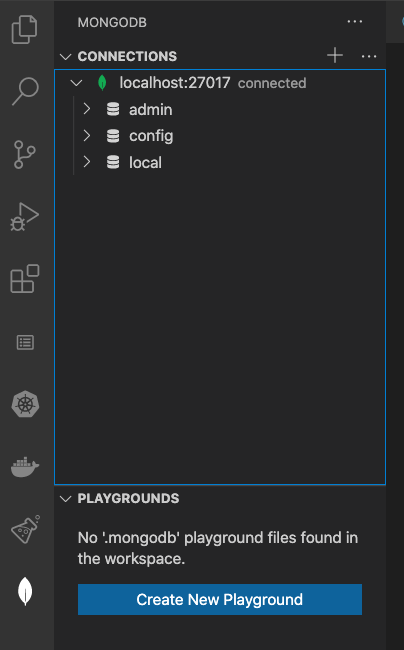 MONGODB
CONNECTIONS
localhost:27017 connected
admin
config
local
PLAYGROUNDS
No '.mongodb' playground files found in
the workspace.
Create New Playground